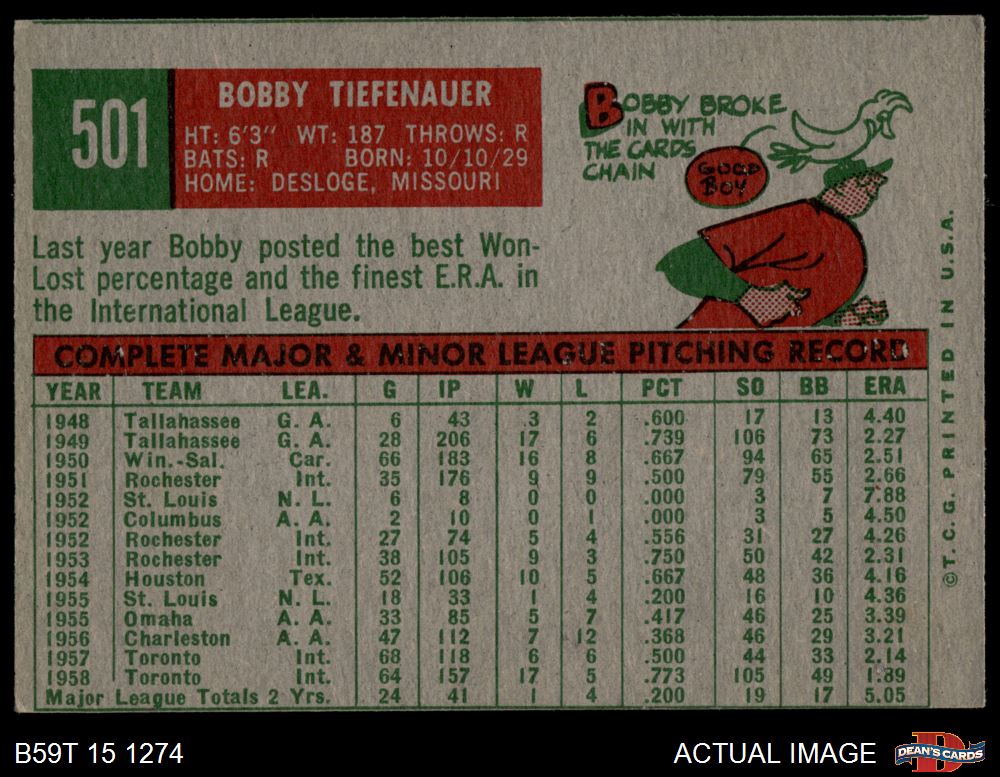 501
BOBBY TIEFENAUER
HT: 6'3" WT: 187 THROWS: R
BATS: R BORN: 10/10/29
HOME: DESLOGE, MISSOURI
BOBBY BROKE
IN WITH
THE CARDS
CHAIN
GOOD
BOY
Last year Bobby posted the best Won-
Lost percentage and the finest E.R.A. in
the International League.
COMPLETE MAJOR & MINOR LEAGUE PITCHING RECORD
YEAR TEAM LEA. G IP W L PCT SO BB ERA
1948 Tallahassee G. A. 6 43 3 2 .600 17 13 4.40
1949 Tallahassee G. A. 28 206 17 6 .739 106 73 2.27
1950 Win.-Sal. Car. 66 183 16 8 .667 94 65 2.51
1951 Rochester Int. 35 176 9 9 .500 79 55 2.66
1952 St. Louis N. L. 6 8 0 0 .000 3 7 7.88
1952 Columbus A. A. 2 10 0 1 .000 3 5 4.50
1952 Rochester Int. 27 74 5 4 .556 31 27 4.26
1953 Rochester Int. 38 105 9 3 .750 50 42 2.31
1954 Houston Tex. 52 106 10 5 .667 48 36 4.16
1955 St. Louis N. L. 18 33 1 4 .200 16 10 4.36
1955 Omaha A. A. 33 85 5 7 .417 46 25 3.39
1956 Charleston A. A. 47 112 7 12 .368 46 29 3.21
1957 Toronto Int. 68 118 6 6 .500 44 33 2.14
1958 Toronto Int. 64 157 17 5 .773 105 49 1.89
Major League Totals 2 Yrs. 24 41 1 4 .200 19 17 5.05
©T.C.G. PRINTED IN U.S.A.
B59T 15 1274
ACTUAL IMAGE
DEAN'S CARDS